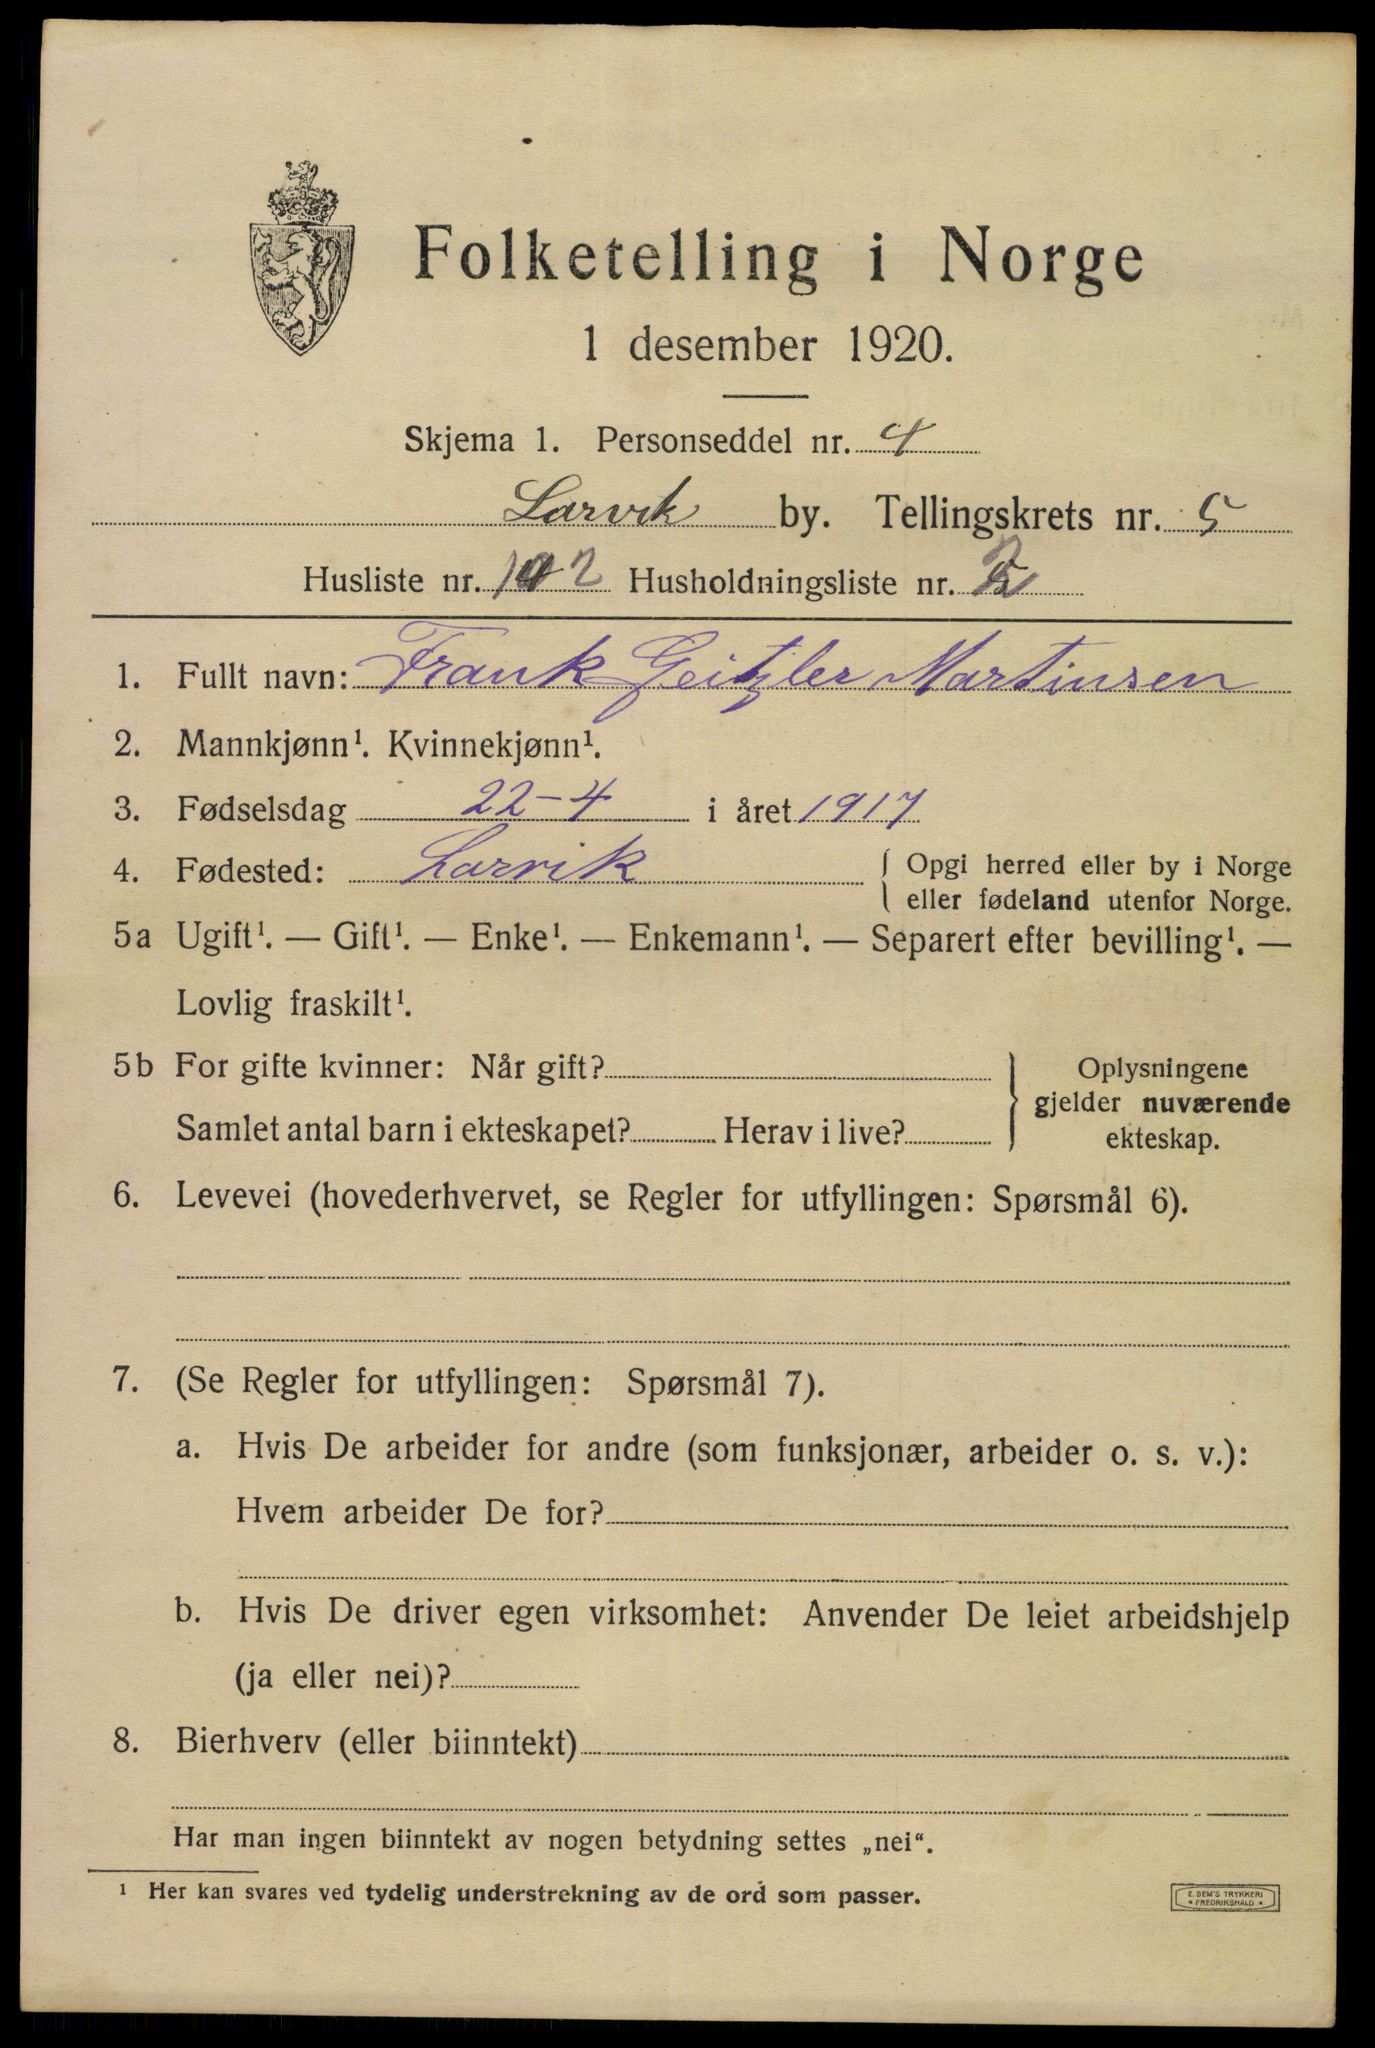 Folketelling i Norge
1 desember 1920.
Skjema 1. Personseddel nr. 4
Larvik by. Tellingskrets nr. 5
Husliste nr. 102 Husholdningsliste nr. 2
1. Fullt navn: Frank Geitzler Martinsen
2. Mannkjønn¹. Kvinnekjønn¹.
3. Fødselsdag 22-4 i året 1917
4. Fødested: Larvik { Opgi herred eller by i Norge
eller fødeland utenfor Norge.
5a Ugift¹. — Gift¹. — Enke¹. — Enkemann¹. — Separert efter bevilling¹. —
Lovlig fraskilt¹.
5b For gifte kvinner: Når gift? } Oplysningene
gjelder nuværende
Samlet antal barn i ekteskapet? Herav i live?
ekteskap.
6. Levevei (hovederhvervet, se Regler for utfyllingen: Spørsmål 6).
7. (Se Regler for utfyllingen: Spørsmål 7).
a. Hvis De arbeider for andre (som funksjonær, arbeider o. s. v.):
Hvem arbeider De for?
b. Hvis De driver egen virksomhet: Anvender De leiet arbeidshjelp
(ja eller nei)?
8. Bierhverv (eller biinntekt)
Har man ingen biinntekt av nogen betydning settes „nei“.
¹ Her kan svares ved tydelig understrekning av de ord som passer.
E. SEM'S TRYKKERI
• FREDRIKSHALD •